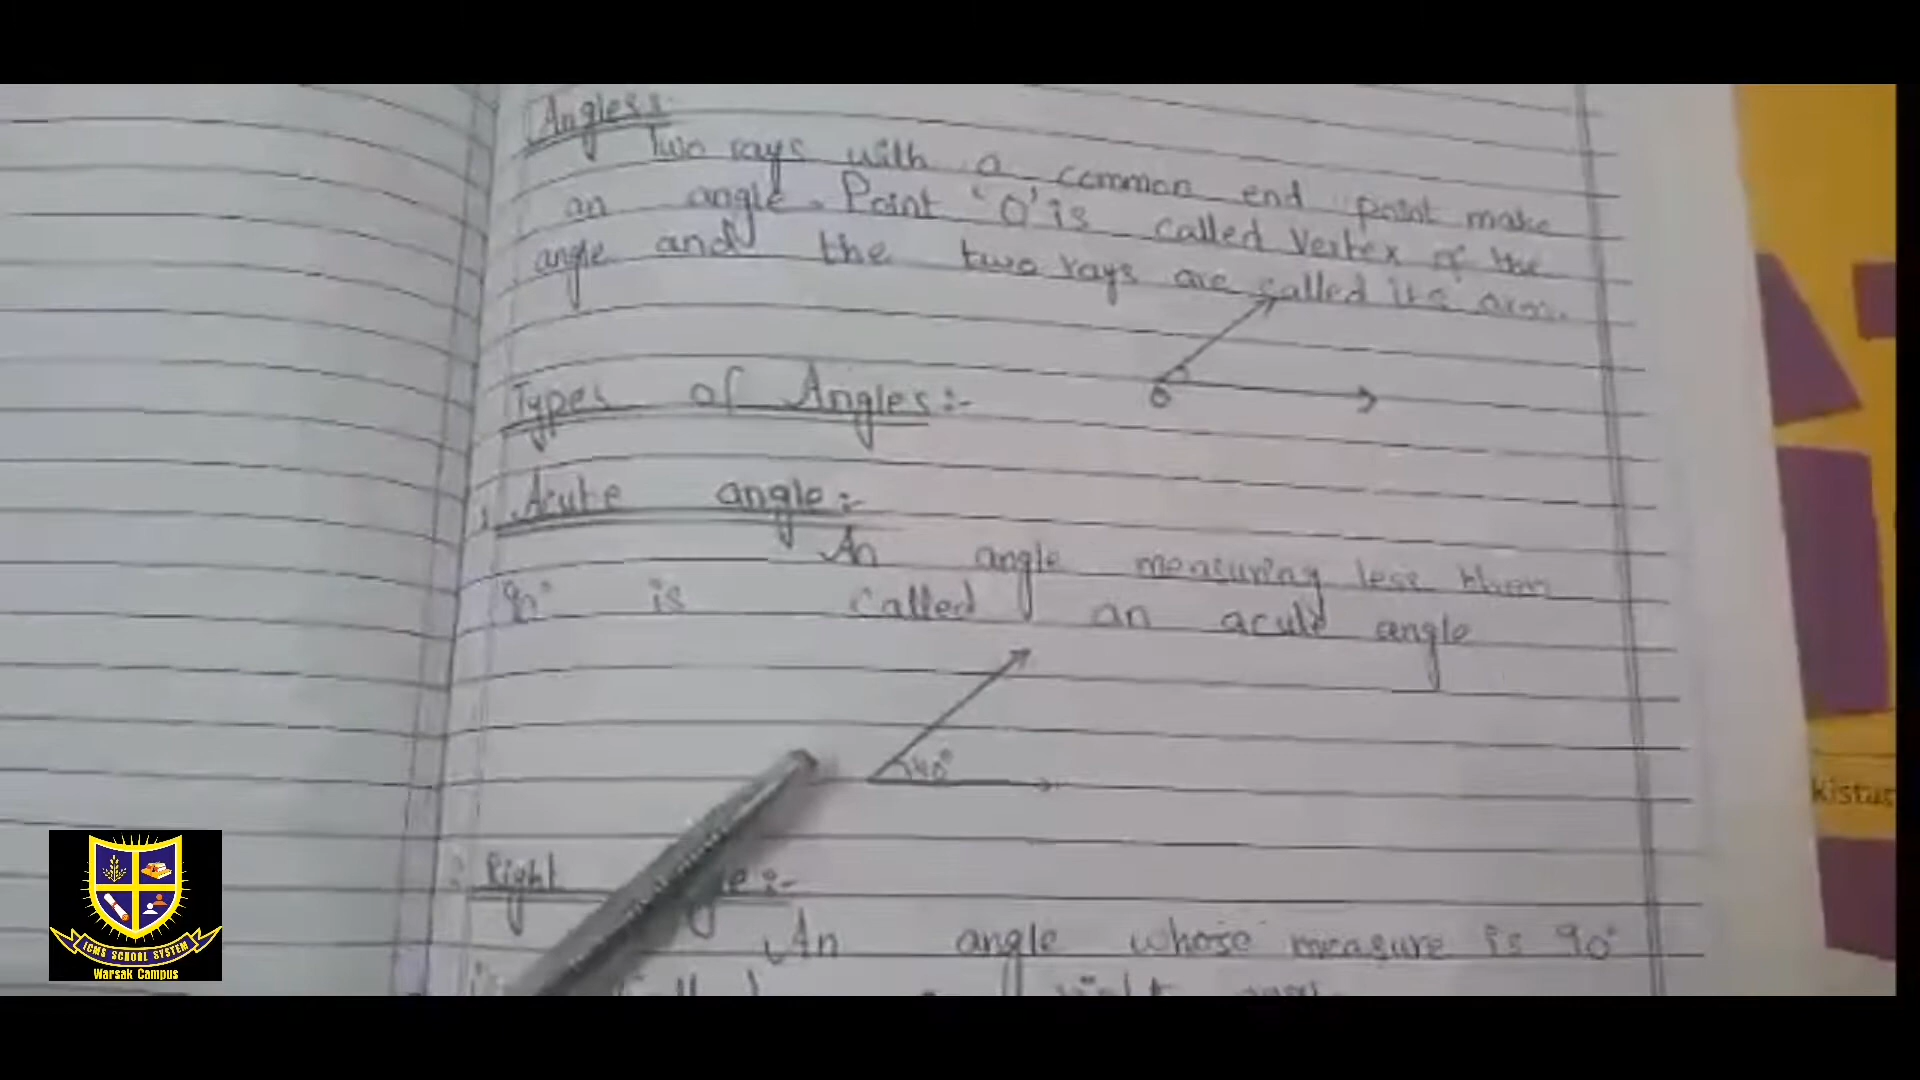 Angles:
Two rays with a common end point make
an angle. Point 'O' is called Vertex of the
angle and the two rays are called its arm.
O
Types of Angles:-
Acute angle:-
An angle measuring less than
90° is called an acute angle
40°
Right
An angle whose measure is 90°
kistan
ICMS SCHOOL SYSTEM
Warsak Campus